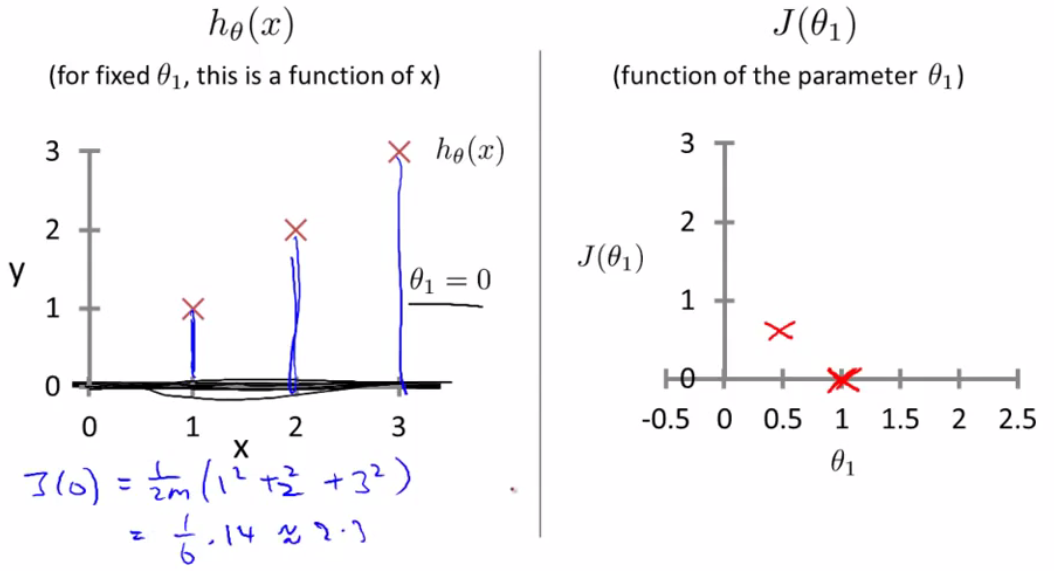 hθ(x)
(for fixed θ₁, this is a function of x)
3
2
1
0
y
0 1 2 3
x
hθ(x)
θ₁ = 0
J(0) = 1/2m (1² + 2² + 3²)
= 1/6 · 14 ≈ 2.3
J(θ₁)
(function of the parameter θ₁)
3
2
1
0
J(θ₁)
-0.5 0 0.5 1 1.5 2 2.5
θ₁